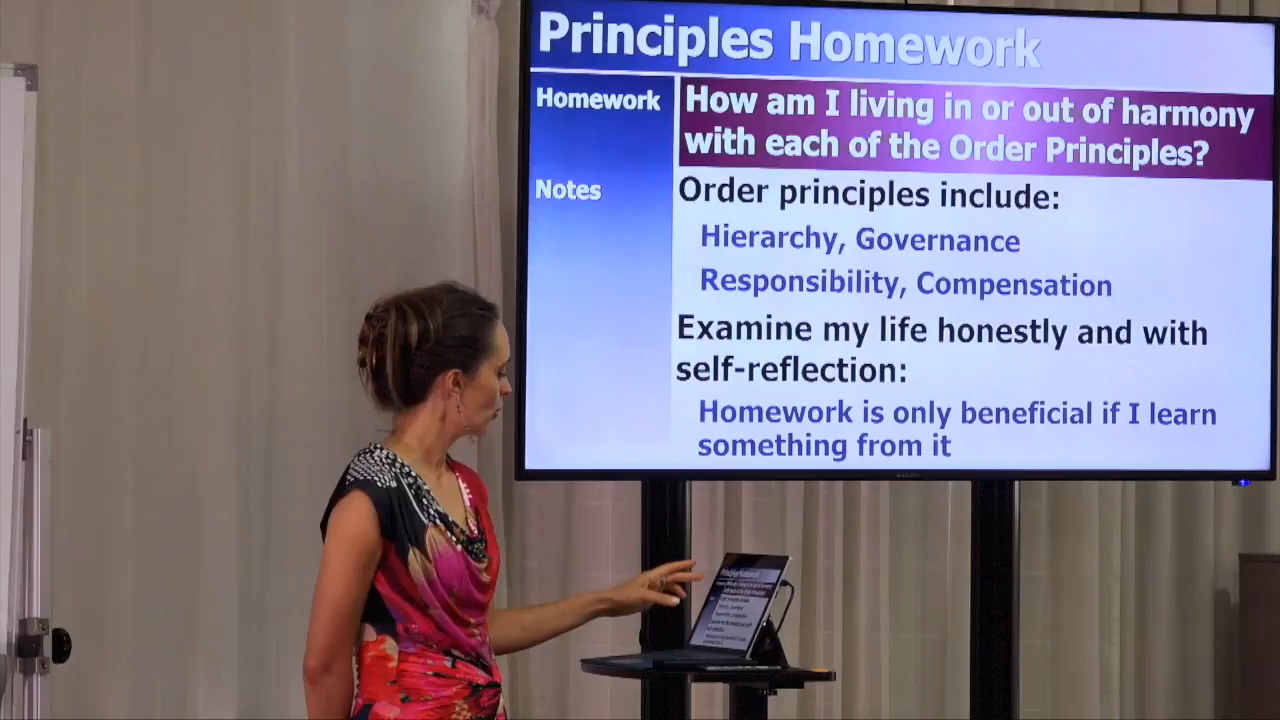 Principles Homework
Homework
How am I living in or out of harmony
with each of the Order Principles?
Notes
Order principles include:
Hierarchy, Governance
Responsibility, Compensation
Examine my life honestly and with
self-reflection:
Homework is only beneficial if I learn
something from it
Principles Homework